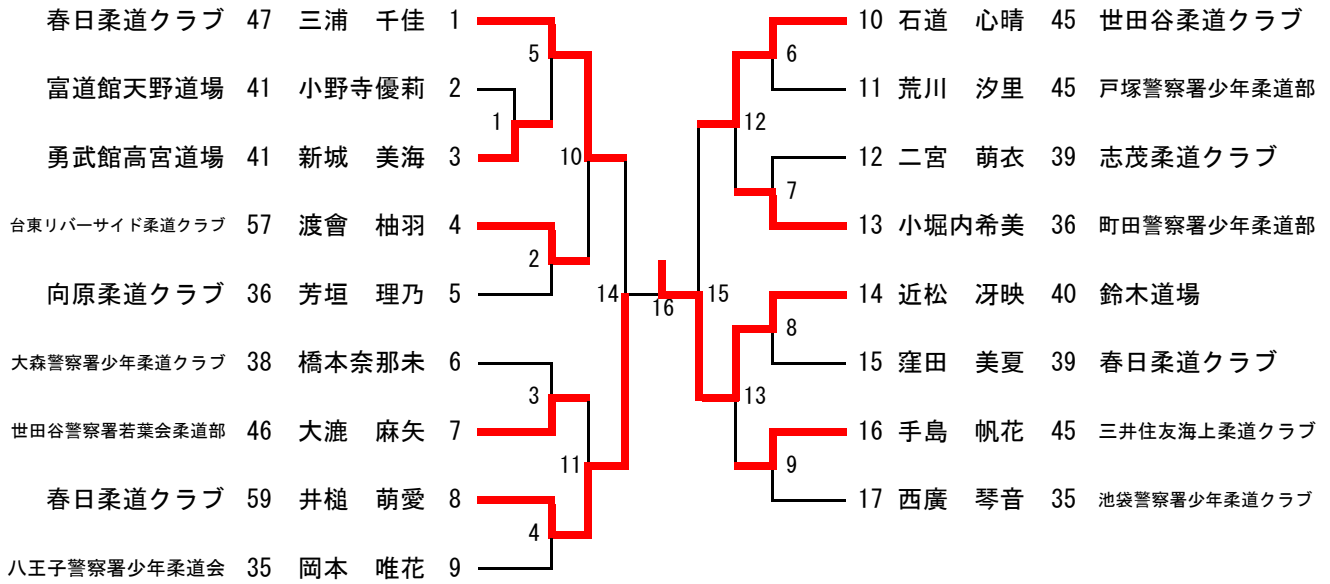 春日柔道クラブ 47 三浦 千佳 1
富道館天野道場 41 小野寺優莉 2
勇武館高宮道場 41 新城 美海 3
台東リバーサイド柔道クラブ 57 渡會 柚羽 4
向原柔道クラブ 36 芳垣 理乃 5
大森警察署少年柔道クラブ 38 橋本奈那未 6
世田谷警察署若葉会柔道部 46 大漉 麻矢 7
春日柔道クラブ 59 井槌 萌愛 8
八王子警察署少年柔道会 35 岡本 唯花 9
5
1
10
2
14
3
11
4
16
10 石道 心晴 45 世田谷柔道クラブ
11 荒川 汐里 45 戸塚警察署少年柔道部
12 二宮 萌衣 39 志茂柔道クラブ
13 小堀内希美 36 町田警察署少年柔道部
14 近松 冴映 40 鈴木道場
15 窪田 美夏 39 春日柔道クラブ
16 手島 帆花 45 三井住友海上柔道クラブ
17 西廣 琴音 35 池袋警察署少年柔道クラブ
6
12
7
15
8
13
9